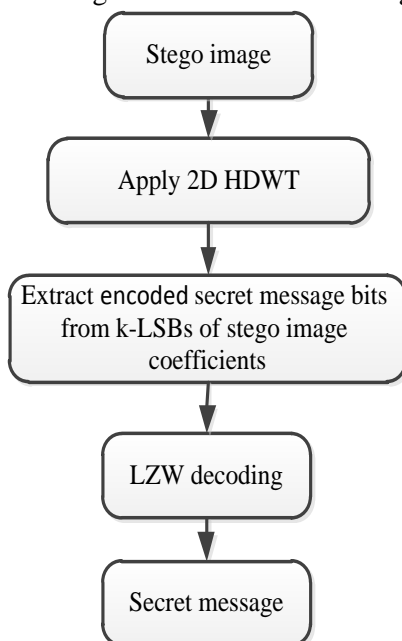 Stego image
Apply 2D HDWT
Extract encoded secret message bits
from k-LSBs of stego image
coefficients
LZW decoding
Secret message